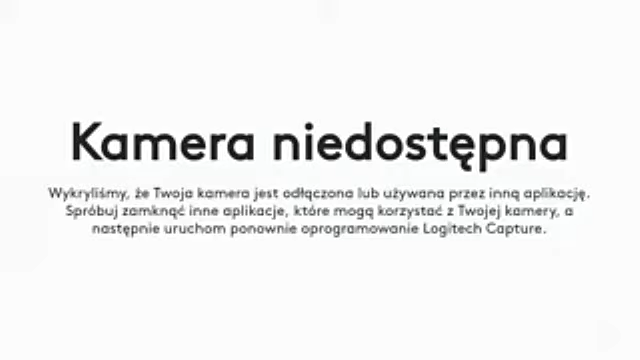 Kamera niedostępna
Wykryliśmy, że Twoja kamera jest odłączona lub używana przez inną aplikację.
Spróbuj zamknąć inne aplikacje, które mogą korzystać z Twojej kamery, a
następnie uruchom ponownie oprogramowanie Logitech Capture.